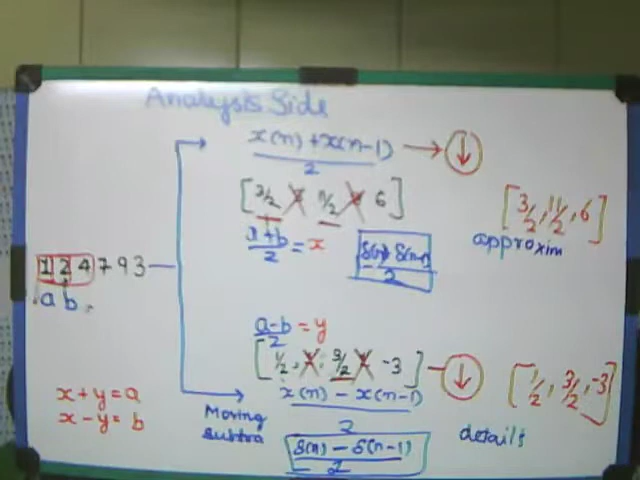 Analysis Side
x(n) + x(n-1)
2
[3/2 11/2 6]
a+b/2 = x
δ(n) + δ(n-1)
2
[3/2, 11/2, 6]
approxim
1 2 4 7 9 3
a b
a-b/2 = y
[1/2, 3/2 -3]
x(n) - x(n-1)
2
[1/2, 3/2, -3]
Moving
subtra
δ(n) - δ(n-1)
2
details
x + y = a
x - y = b